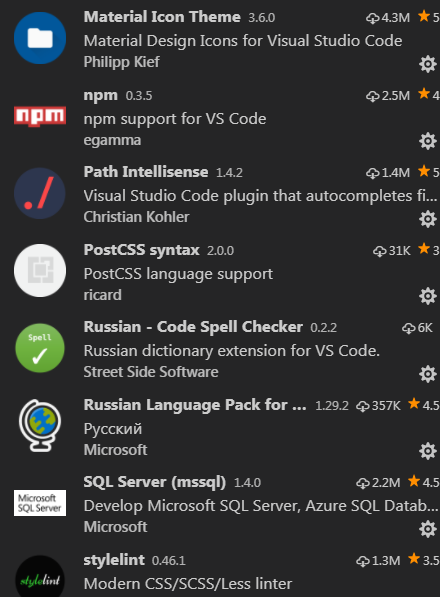 Material Icon Theme 3.6.0 4.3M ★ 5
Material Design Icons for Visual Studio Code
Philipp Kief
npm
npm 0.3.5 2.5M ★ 4
npm support for VS Code
egamma
./
Path Intellisense 1.4.2 1.4M ★ 5
Visual Studio Code plugin that autocompletes fi...
Christian Kohler
PostCSS syntax 2.0.0 31K ★ 3
PostCSS language support
ricard
Spell
Russian - Code Spell Checker 0.2.2 6K
Russian dictionary extension for VS Code.
Street Side Software
Russian Language Pack for ... 1.29.2 357K ★ 4.5
Русский
Microsoft
Microsoft
SQL Server
SQL Server (mssql) 1.4.0 2.2M ★ 4.5
Develop Microsoft SQL Server, Azure SQL Datab...
Microsoft
stylelint
stylelint 0.46.1 1.3M ★ 3.5
Modern CSS/SCSS/Less linter